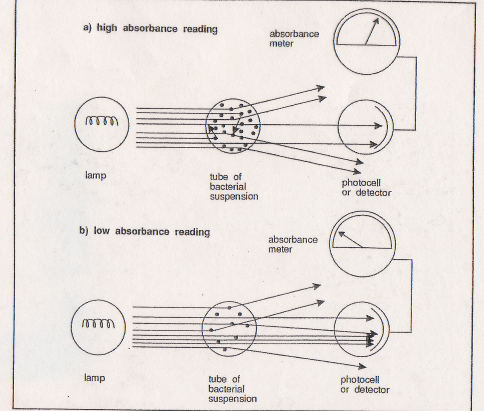 a) high absorbance reading
absorbance
meter
lamp
tube of
bacterial
suspension
photocell
or detector
b) low absorbance reading
absorbance
meter
lamp
tube of
bacterial
suspension
photocell
or detector